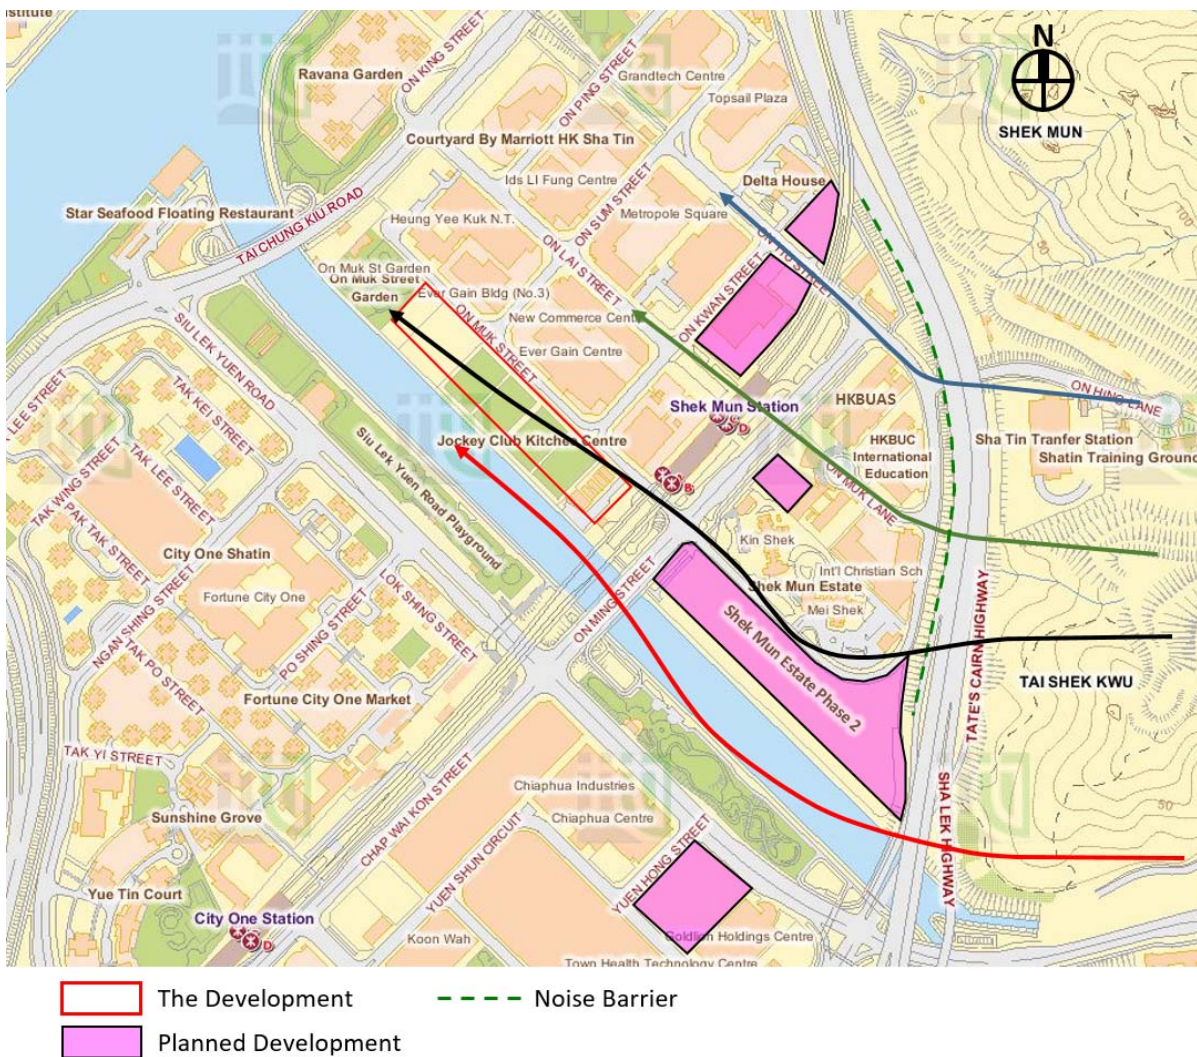 stitute
N
Ravana Garden
ON KING STREET
ON PING STREET
Grandtech Centre
Topsail Plaza
SHEK MUN
Courtyard By Marriott HK Sha Tin
Ids LI Fung Centre
Delta House
100
50
Star Seafood Floating Restaurant
TAI CHUNG KIU ROAD
Heung Yee Kuk N.T.
ON SUM STREET
Metropole Square
ON LAI STREET
ON YIU STREET
On Muk St Garden
On Muk Street
Garden
Ever Gain Bldg (No.3)
ON MUK STREET
New Commerce Cent
ON KWAN STREET
Ever Gain Centre
SIU LEK YUEN ROAD
TAK KEI STREET
LEE STREET
Shek Mun Station
HKBUAS
ON HING LANE
Jockey Club Kitchen Centre
HKBUC
International
Education
Sha Tin Tranfer Station
Shatin Training Ground
TAK WING STREET
TAK LEE STREET
Siu Lek Yuen Road Playground
D
B
ON MUK LANE
PAK TAK STREET
City One Shatin
Kin Shek
Fortune City One
LOK SHING STREET
ON MING STREET
Int'l Christian Sch
Shek Mun Estate
Mei Shek
NGAN SHING STREET
TAK PO STREET
PO SHING STREET
Shek Mun Estate Phase 2
TATE'S CAIRN HIGHWAY
TAI SHEK KWU
Fortune City One Market
TAK YI STREET
Chiaphua Industries
Chiaphua Centre
CHAP WAI KON STREET
SHA LEK HIGHWAY
50
Sunshine Grove
YUEN SHUN CIRCUIT
YUEN HONG STREET
Yue Tin Court
City One Station
D
Koon Wah
Goldlion Holdings Centre
Town Health Technology Centre
The Development
Noise Barrier
Planned Development